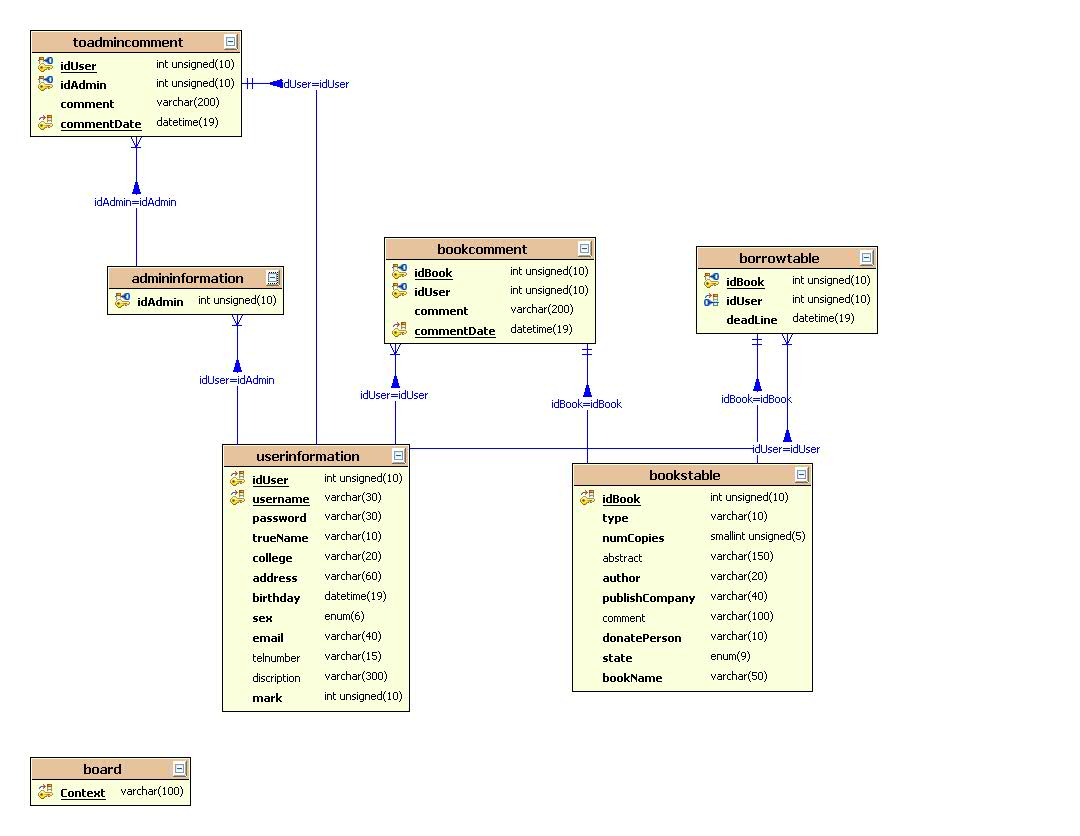 toadmincomment
idUser int unsigned(10)
idAdmin int unsigned(10)
comment varchar(200)
commentDate datetime(19)
idUser=idUser
idAdmin=idAdmin
admininformation
idAdmin int unsigned(10)
idUser=idAdmin
bookcomment
idBook int unsigned(10)
idUser int unsigned(10)
comment varchar(200)
commentDate datetime(19)
idUser=idUser
idBook=idBook
borrowtable
idBook int unsigned(10)
idUser int unsigned(10)
deadLine datetime(19)
idBook=idBook
idUser=idUser
userinformation
idUser int unsigned(10)
username varchar(30)
password varchar(30)
trueName varchar(10)
college varchar(20)
address varchar(60)
birthday datetime(19)
sex enum(6)
email varchar(40)
telnumber varchar(15)
discription varchar(300)
mark int unsigned(10)
bookstable
idBook int unsigned(10)
type varchar(10)
numCopies smallint unsigned(5)
abstract varchar(150)
author varchar(20)
publishCompany varchar(40)
comment varchar(100)
donatePerson varchar(10)
state enum(9)
bookName varchar(50)
board
Context varchar(100)